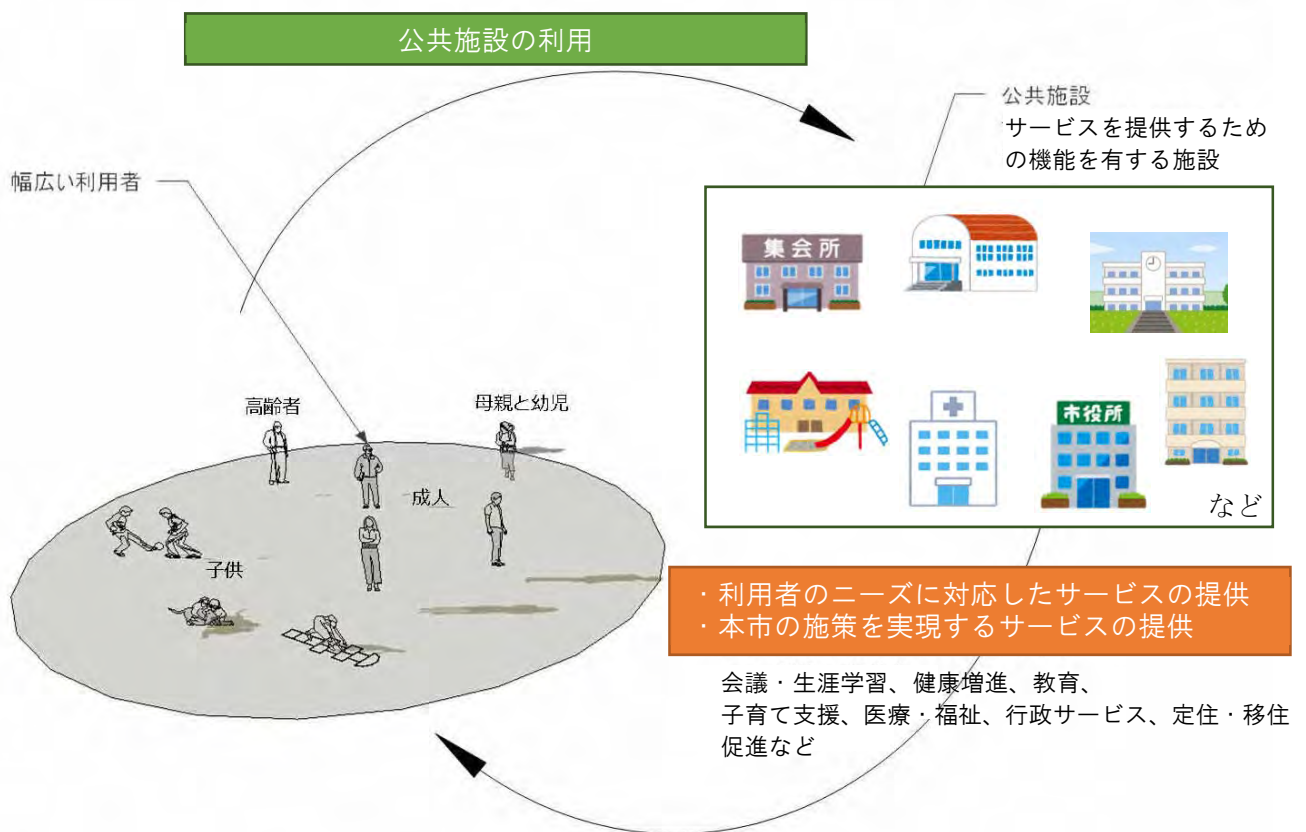 公共施設の利用
公共施設
サービスを提供するため
の機能を有する施設
幅広い利用者
集会所
市役所
など
高齢者
母親と幼児
成人
子供
・利用者のニーズに対応したサービスの提供
・本市の施策を実現するサービスの提供
会議・生涯学習、健康増進、教育、
子育て支援、医療・福祉、行政サービス、定住・移住
促進など